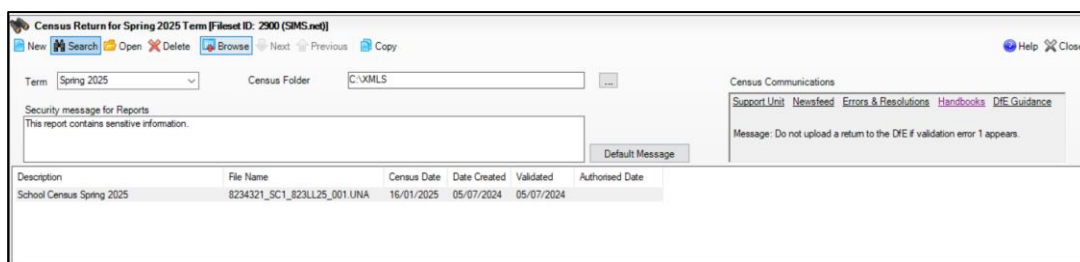 Census Return for Spring 2025 Term [Fileset ID: 2900 (SIMS.net)]
New Search Open Delete Browse Next Previous Copy Help Close
Term Spring 2025 Census Folder C:\XMLS ... Census Communications
Support Unit Newsfeed Errors & Resolutions Handbooks DfE Guidance
Security message for Reports
This report contains sensitive information.
Message: Do not upload a return to the DfE if validation error 1 appears.
Default Message
Description File Name Census Date Date Created Validated Authorised Date
School Census Spring 2025 8234321_SC1_823LL25_001.UNA 16/01/2025 05/07/2024 05/07/2024